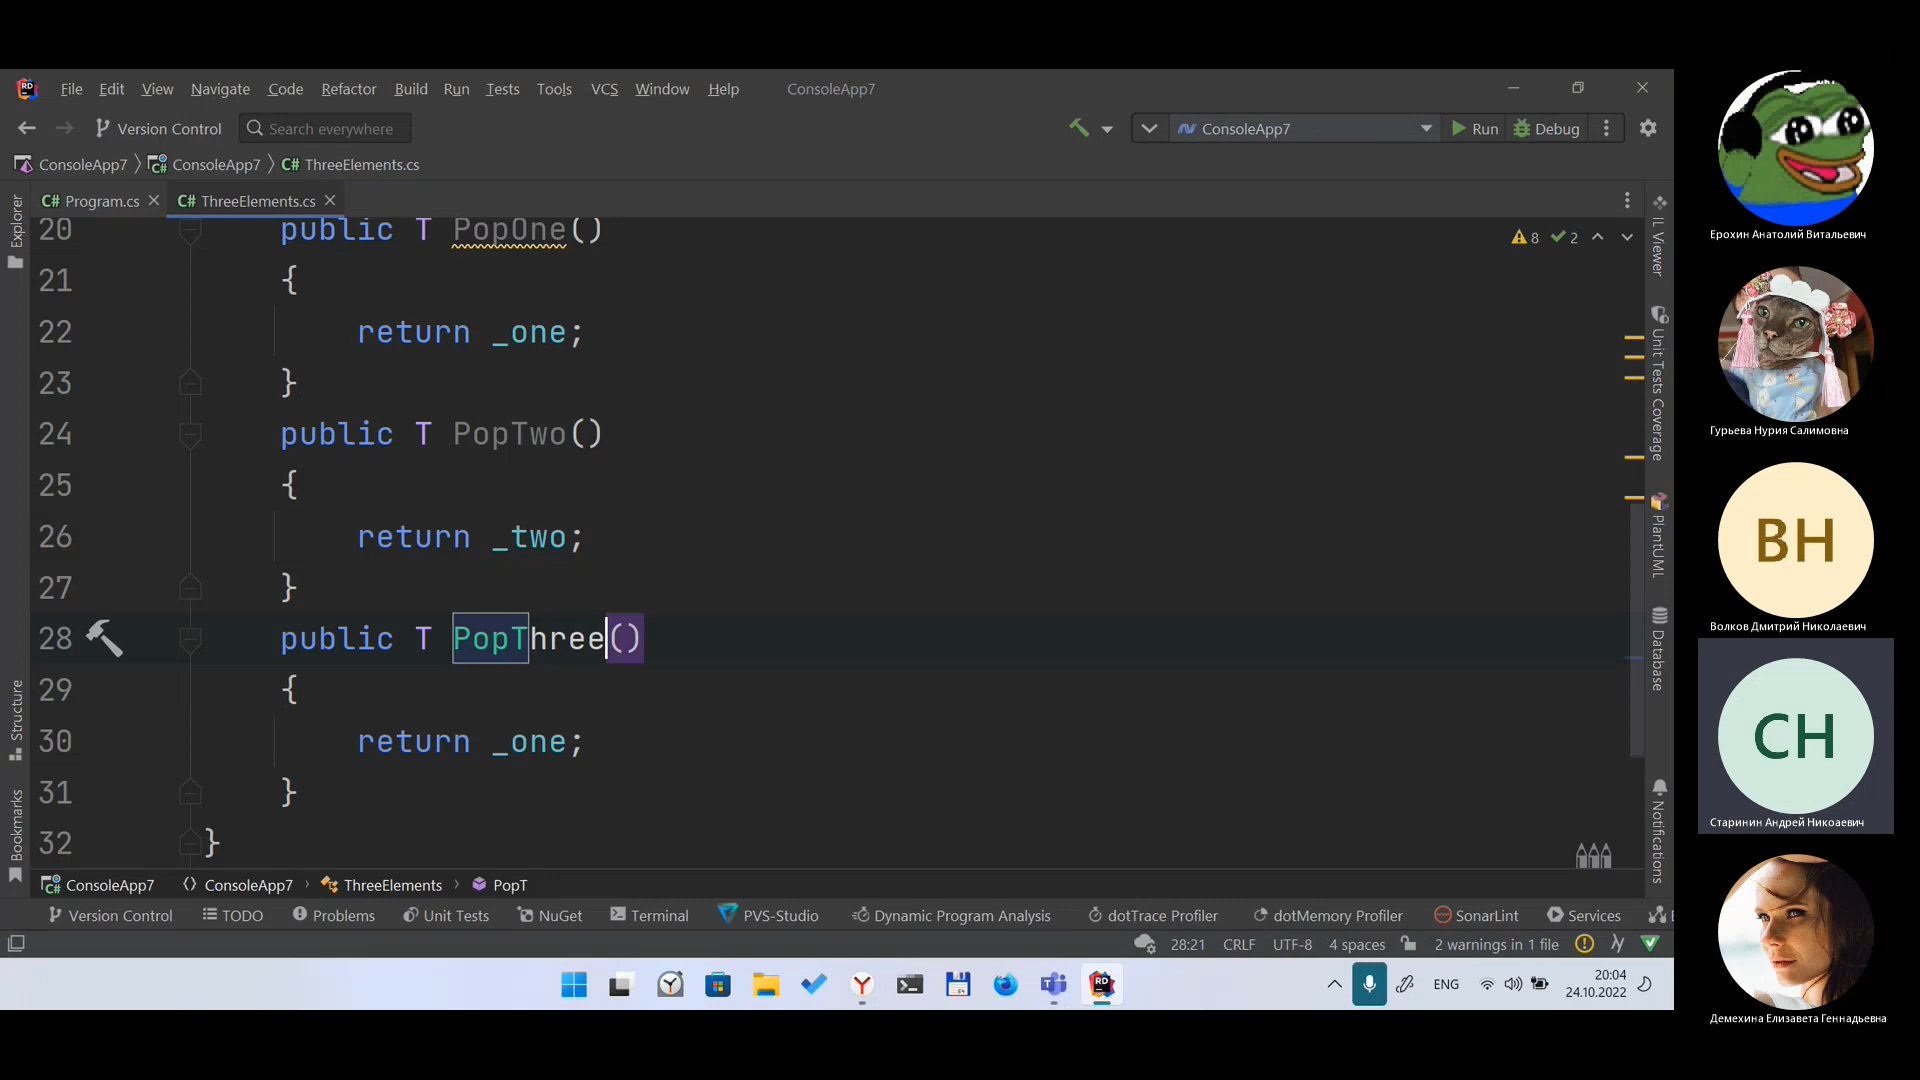 File Edit View Navigate Code Refactor Build Run Tests Tools VCS Window Help ConsoleApp7
Version Control Search everywhere ConsoleApp7 Run Debug
ConsoleApp7 ConsoleApp7 C# ThreeElements.cs
C# Program.cs C# ThreeElements.cs
20 public T PopOne()
8 2
21 {
22 return _one;
23 }
24 public T PopTwo()
25 {
26 return _two;
27 }
28 public T PopThree()
29 {
30 return _one;
31 }
32 }
Explorer
Structure
Bookmarks
IL Viewer
Unit Tests Coverage
PlantUML
Database
Notifications
ConsoleApp7 ConsoleApp7 ThreeElements PopT
Version Control TODO Problems Unit Tests NuGet Terminal PVS-Studio Dynamic Program Analysis dotTrace Profiler dotMemory Profiler SonarLint Services
28:21 CRLF UTF-8 4 spaces 2 warnings in 1 file
ENG
20:04
24.10.2022
Ерохин Анатолий Витальевич
Гурьева Нурия Салимовна
ВН
Волков Дмитрий Николаевич
СН
Старинин Андрей Никоаевич
Демехина Елизавета Геннадьевна